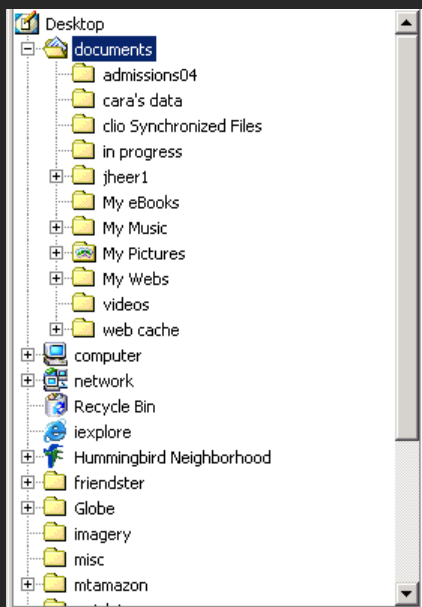 Desktop
documents
admissions04
cara's data
clio Synchronized Files
in progress
jheer1
My eBooks
My Music
My Pictures
My Webs
videos
web cache
computer
network
Recycle Bin
iexplore
Hummingbird Neighborhood
friendster
Globe
imagery
misc
mtamazon